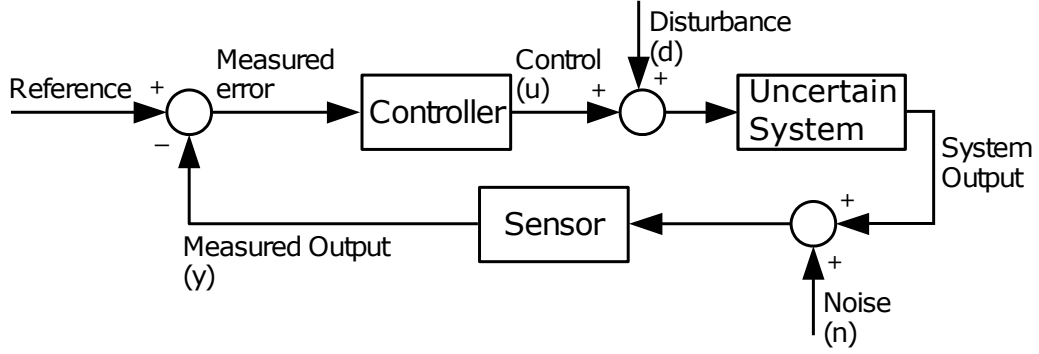 Disturbance
(d)
Reference
+
−
Measured
error
Controller
Control
(u)
+
+
Uncertain
System
System
Output
+
+
Sensor
Measured Output
(y)
Noise
(n)